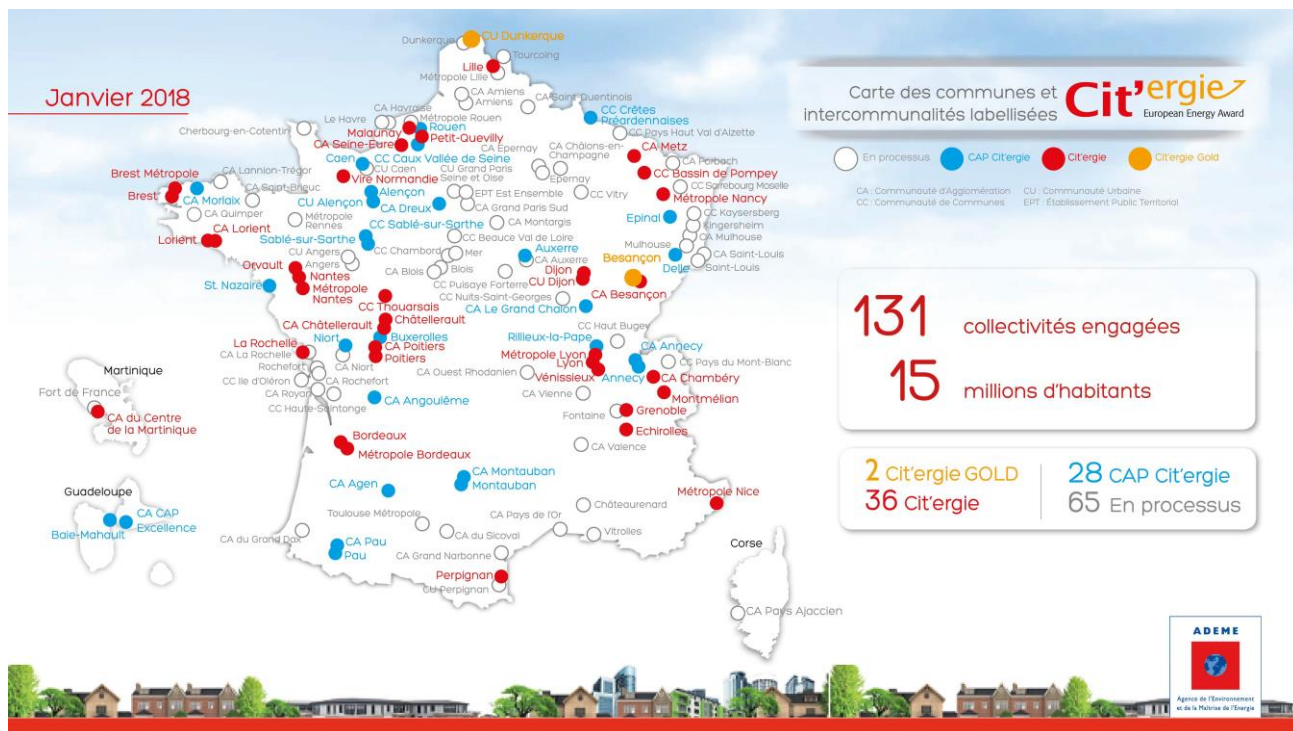 Janvier 2018
Carte des communes et
intercommunalités labellisées
Cit'ergie
European Energy Award
En processus
CAP Cit'ergie
Cit'ergie
Cit'ergie Gold
CA : Communauté d'Agglomération
CU : Communauté Urbaine
CC : Communauté de Communes
EPT : Établissement Public Territorial
131 collectivités engagées
15 millions d'habitants
2 Cit'ergie GOLD
28 CAP Cit'ergie
36 Cit'ergie
65 En processus
Dunkerque
CU Dunkerque
Tourcoing
Lille
Métropole Lille
CA Amiens
Amiens
CA Saint-Quentinois
CC Crêtes
Préardennaises
CC Pays Haut Val d'Alzette
CA Havraise
Le Havre
Métropole Rouen
Cherbourg-en-Cotentin
Malaunay
Rouen
Petit-Quevilly
CA Seine-Eure
CA Epernay
CA Châlons-en-
Champagne
CA Metz
CA Forbach
Caen
CC Caux Vallée de Seine
CU Caen
CU Grand Paris
Seine et Oise
Epernay
CC Bassin de Pompey
CC Sarrebourg Moselle
CA Lannion-Trégor
Brest Métropole
CA Saint-Brieuc
Vire Normandie
Alençon
EPT Est Ensemble
CC Vitry
Métropole Nancy
Brest
CA Morlaix
CU Alençon
CA Dreux
CA Grand Paris Sud
CA Quimper
Métropole
Rennes
CC Sablé-sur-Sarthe
CA Montargis
Epinal
CC Kaysersberg
Kingersheim
CA Lorient
Lorient
Sablé-sur-Sarthe
CC Beauce Val de Loire
CA Mulhouse
Mulhouse
CU Angers
CC Chambord
Mer
Auxerre
CA Auxerre
Besançon
CA Saint-Louis
Saint-Louis
Delle
Orvault
Angers
CA Blois
Blois
Dijon
Nantes
CC Puisaye Forterre
CU Dijon
St. Nazaire
Métropole
Nantes
CC Nuits-Saint-Georges
CA Besançon
CC Thouarsais
CA Le Grand Chalon
Châtellerault
CA Châtellerault
CC Haut Bugey
Niort
Buxerolles
Rillieux-la-Pape
La Rochelle
CA Poitiers
CA Annecy
CA La Rochelle
Poitiers
Métropole Lyon
Rochefort
CA Niort
CA Ouest Rhodanien
Lyon
CC Pays du Mont-Blanc
CC Ile d'Oléron
CA Rochefort
Vénissieux
Annecy
CA Chambéry
CA Royan
CA Angoulême
CA Vienne
Montmélian
CC Haute-Saintonge
Fontaine
Grenoble
Echirolles
Bordeaux
CA Valence
Métropole Bordeaux
CA Montauban
Montauban
CA Agen
Châteaurenard
Métropole Nice
Toulouse Métropole
CA Pays de l'Or
CA du Grand Dax
CA du Sicoval
Vitrolles
CA Pau
CA Grand Narbonne
Pau
Perpignan
CU Perpignan
Corse
CA Pays Ajaccien
Martinique
Fort de France
CA du Centre
de la Martinique
Guadeloupe
CA CAP
Excellence
Baie-Mahault
ADEME
Agence de l'Environnement
et de la Maîtrise de l'Energie